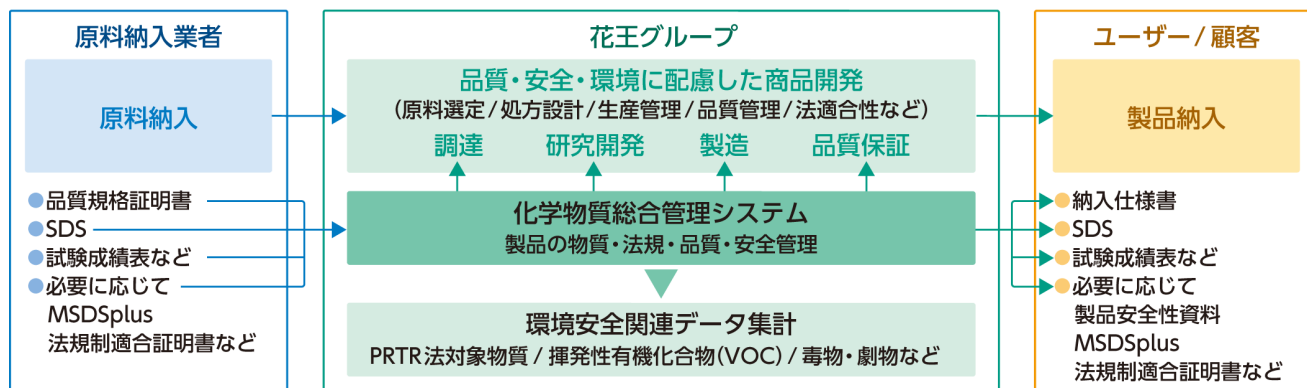 原料納入業者
原料納入
●品質規格証明書
●SDS
●試験成績表など
●必要に応じて
MSDSplus
法規制適合証明書など
花王グループ
品質・安全・環境に配慮した商品開発
(原料選定/処方設計/生産管理/品質管理/法適合性など)
調達 研究開発 製造 品質保証
化学物質総合管理システム
製品の物質・法規・品質・安全管理
環境安全関連データ集計
PRTR法対象物質/揮発性有機化合物(VOC)/毒物・劇物など
ユーザー/顧客
製品納入
●納入仕様書
●SDS
●試験成績表など
●必要に応じて
製品安全性資料
MSDSplus
法規制適合証明書など